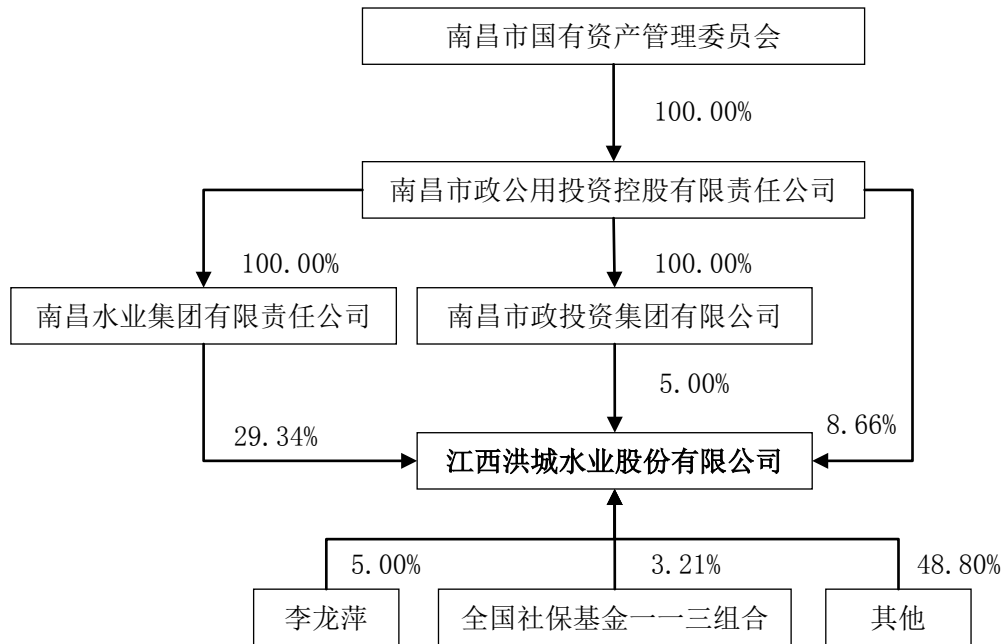 南昌市国有资产管理委员会
100.00%
南昌市政公用投资控股有限责任公司
100.00%
100.00%
南昌水业集团有限责任公司
南昌市政投资集团有限公司
5.00%
8.66%
29.34%
江西洪城水业股份有限公司
5.00%
3.21%
48.80%
李龙萍
全国社保基金一一三组合
其他